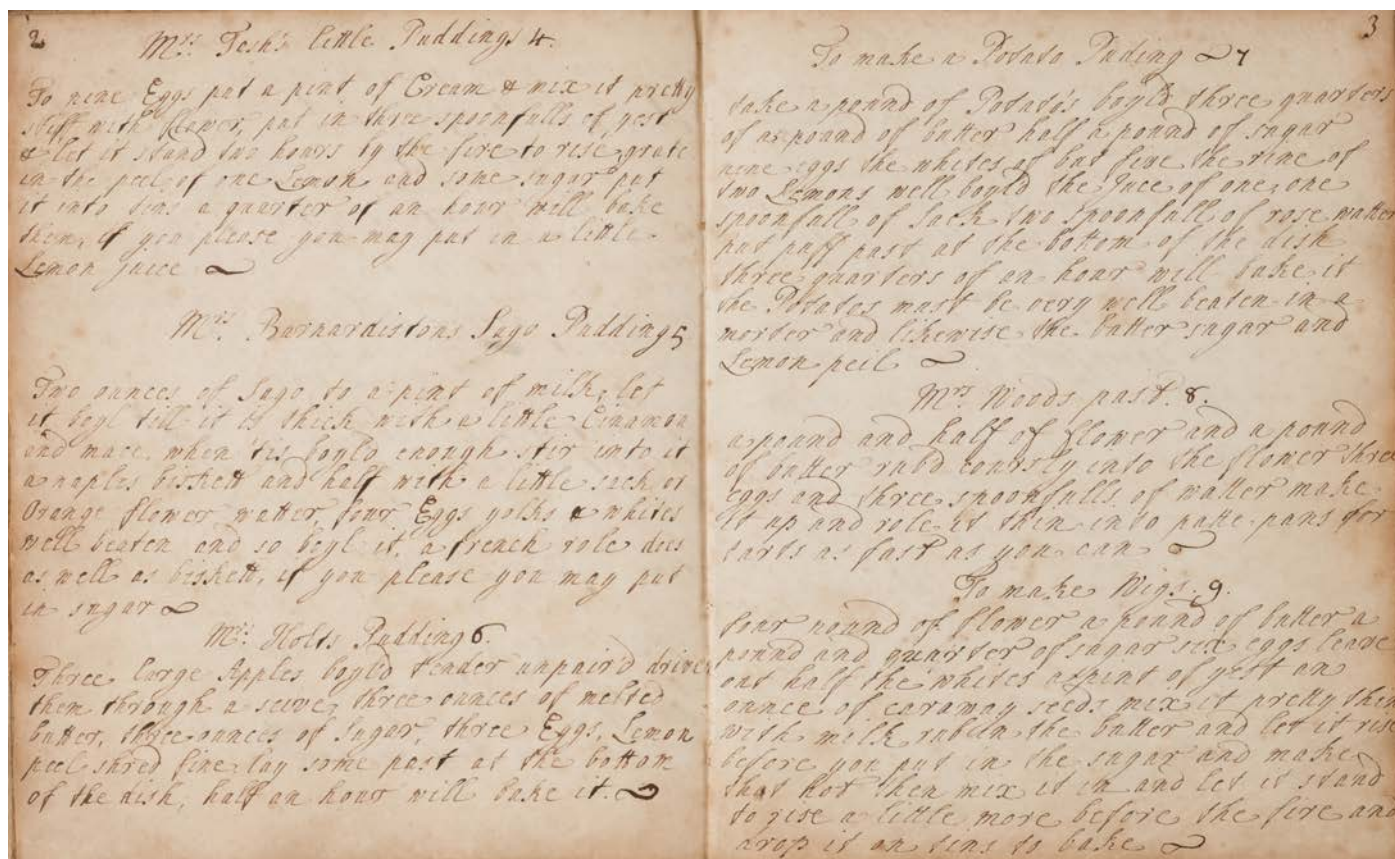 2
Mrs: Tesh's little Puddings 4.
To nine Eggs put a pint of Cream & mix it pretty
stiff with flower, put in three spoonfulls of yest
& let it stand two hours by the fire to rise, grate
in the peel of one Lemon and some sugar put
it into tins a quarter of an hour will bake
them, if you please you may put in a little
Lemon juice
Mrs. Barnardistons Sago Pudding 5
Two ounces of Sago to a pint of milk, let
it boyl till it is thick with a little Cinamon
and mace, when 'tis boyld enough stir into it
a naples biskett and half with a little sack or
Orange flower watter, four Eggs yolks & whites
well beaten and so boyl it, a french role does
as well as biskett, if you please you may put
in sugar
Mrs: Holts Pudding 6.
Three large Apples boyl'd tender unpair'd drive
them through a seive, three ounces of melted
butter, three ounces of Sugar, three Eggs, Lemon
peel shred fine lay some past at the bottom
of the dish, half an hour will bake it.
3
To make a Potato Puding 7
take a pound of Potato's boyld three quarters
of a pound of butter half a pound of sugar
nine eggs the whites of but five the rine of
two Lemons well boyld the Juce of one, one
spoonfull of Sack two spoonfull of rose watter
put puff past at the bottom of the dish
three quarters of an hour will bake it
the Potatos must be very well beaten in a
morter and likewise the butter sugar and
Lemon peil
Mrs. Woods past. 8.
a pound and half of flower and a pound
of butter rubd coursly into the flower three
eggs and three spoonfulls of watter make
it up and role it then into patte pans for
tarts as fast as you can
To make Wigs. 9.
four pound of flower a pound of butter a
pound and quarter of sugar six eggs leave
out half the whites a pint of yest an
ounce of caraway seeds mix it pretty thin
with milk rub in the butter and let it rise
before you put in the sugar and make
that hot then mix it in and let it stand
to rise a little more before the fire and
drop it on tins to bake